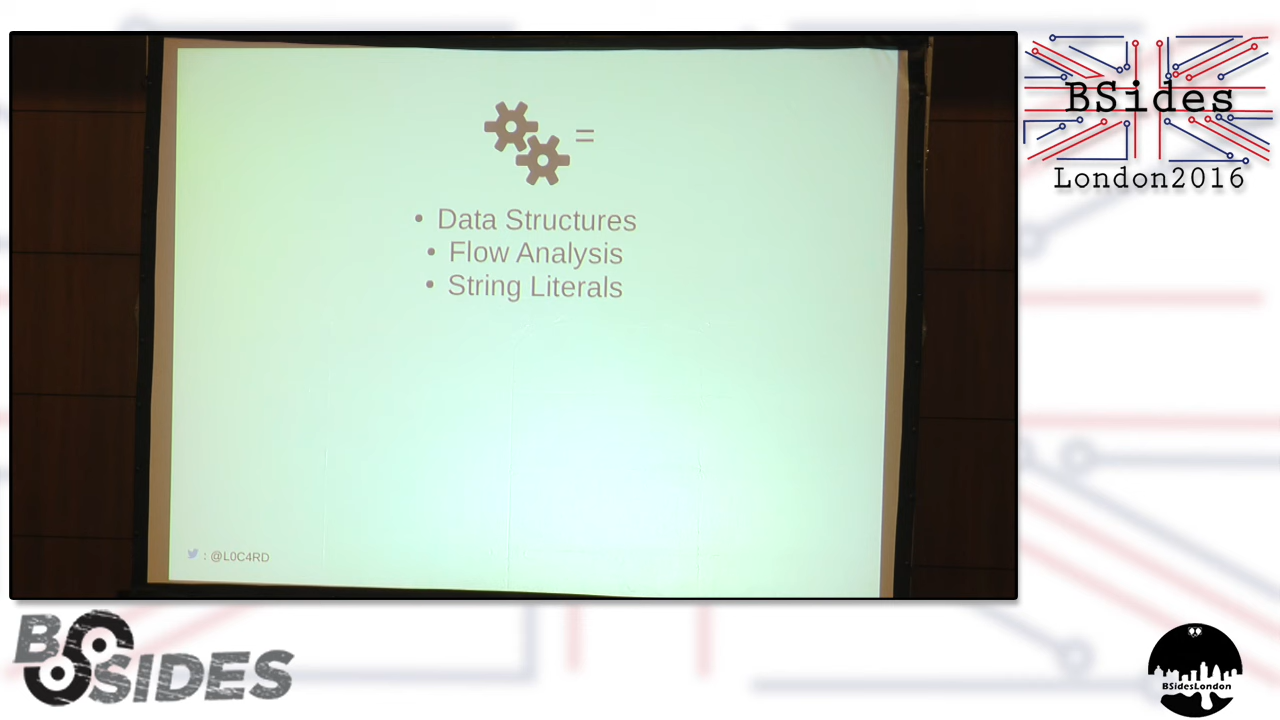 =
• Data Structures
• Flow Analysis
• String Literals
: @L0C4RD
BSides
London2016
BSIDES
BSidesLondon